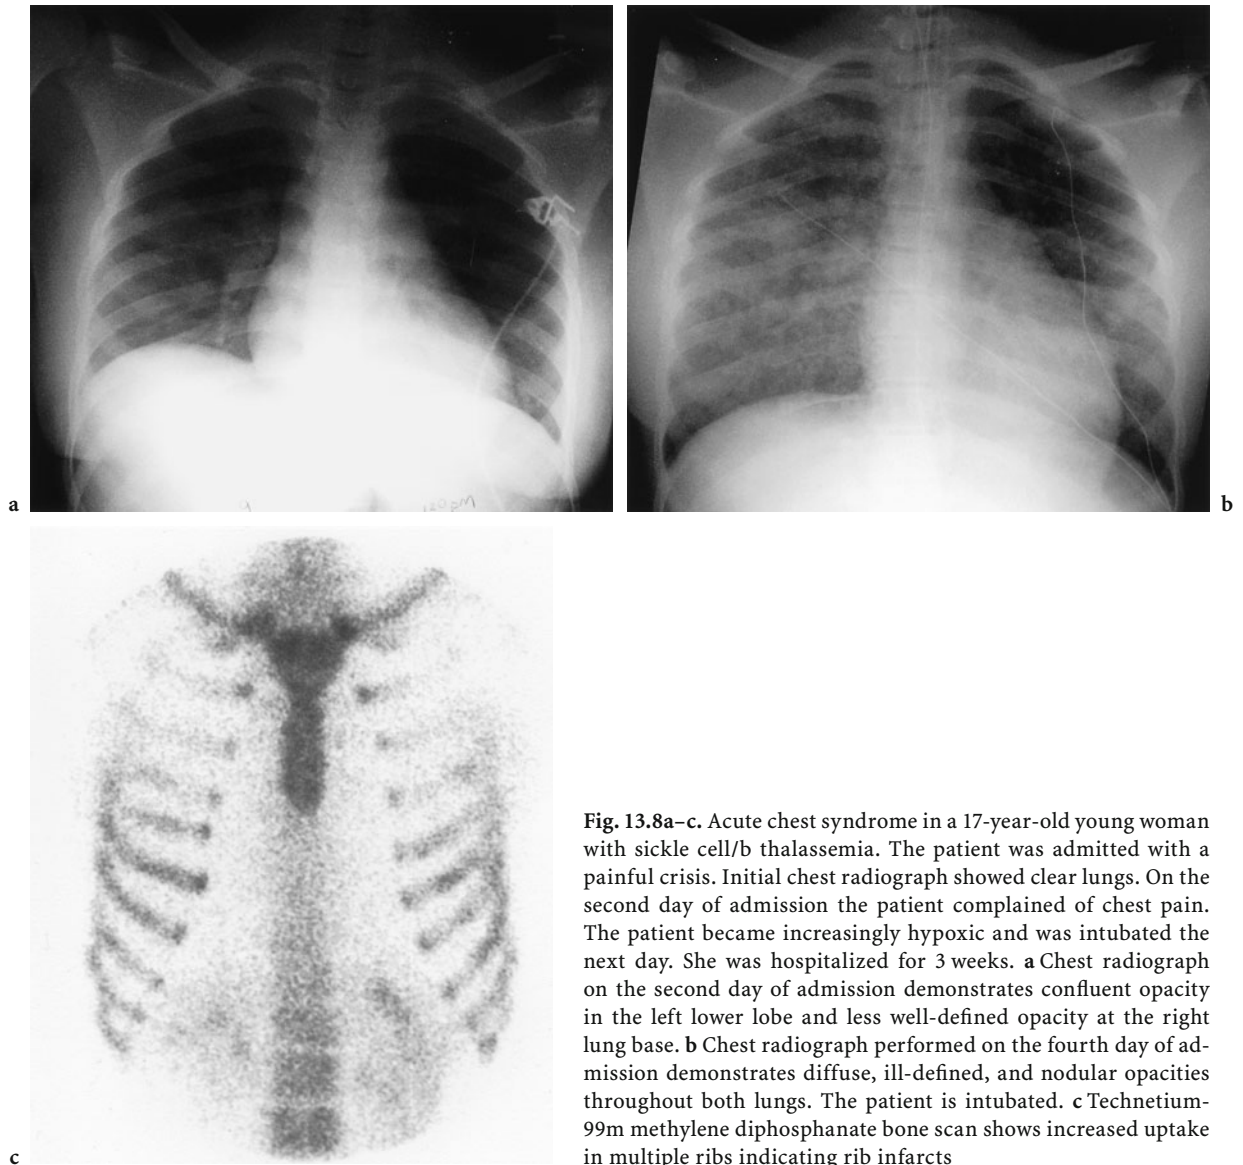 a
b
120 PM
c
Fig. 13.8a–c. Acute chest syndrome in a 17-year-old young woman
with sickle cell/b thalassemia. The patient was admitted with a
painful crisis. Initial chest radiograph showed clear lungs. On the
second day of admission the patient complained of chest pain.
The patient became increasingly hypoxic and was intubated the
next day. She was hospitalized for 3 weeks. a Chest radiograph
on the second day of admission demonstrates confluent opacity
in the left lower lobe and less well-defined opacity at the right
lung base. b Chest radiograph performed on the fourth day of ad-
mission demonstrates diffuse, ill-defined, and nodular opacities
throughout both lungs. The patient is intubated. c Technetium-
99m methylene diphosphanate bone scan shows increased uptake
in multiple ribs indicating rib infarcts